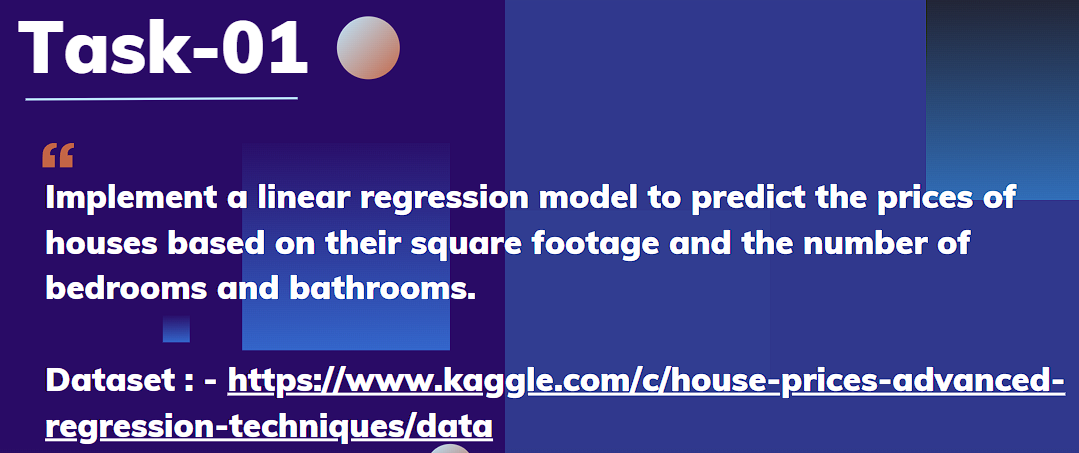 Task-01
“
Implement a linear regression model to predict the prices of
houses based on their square footage and the number of
bedrooms and bathrooms.
Dataset : - https://www.kaggle.com/c/house-prices-advanced-
regression-techniques/data